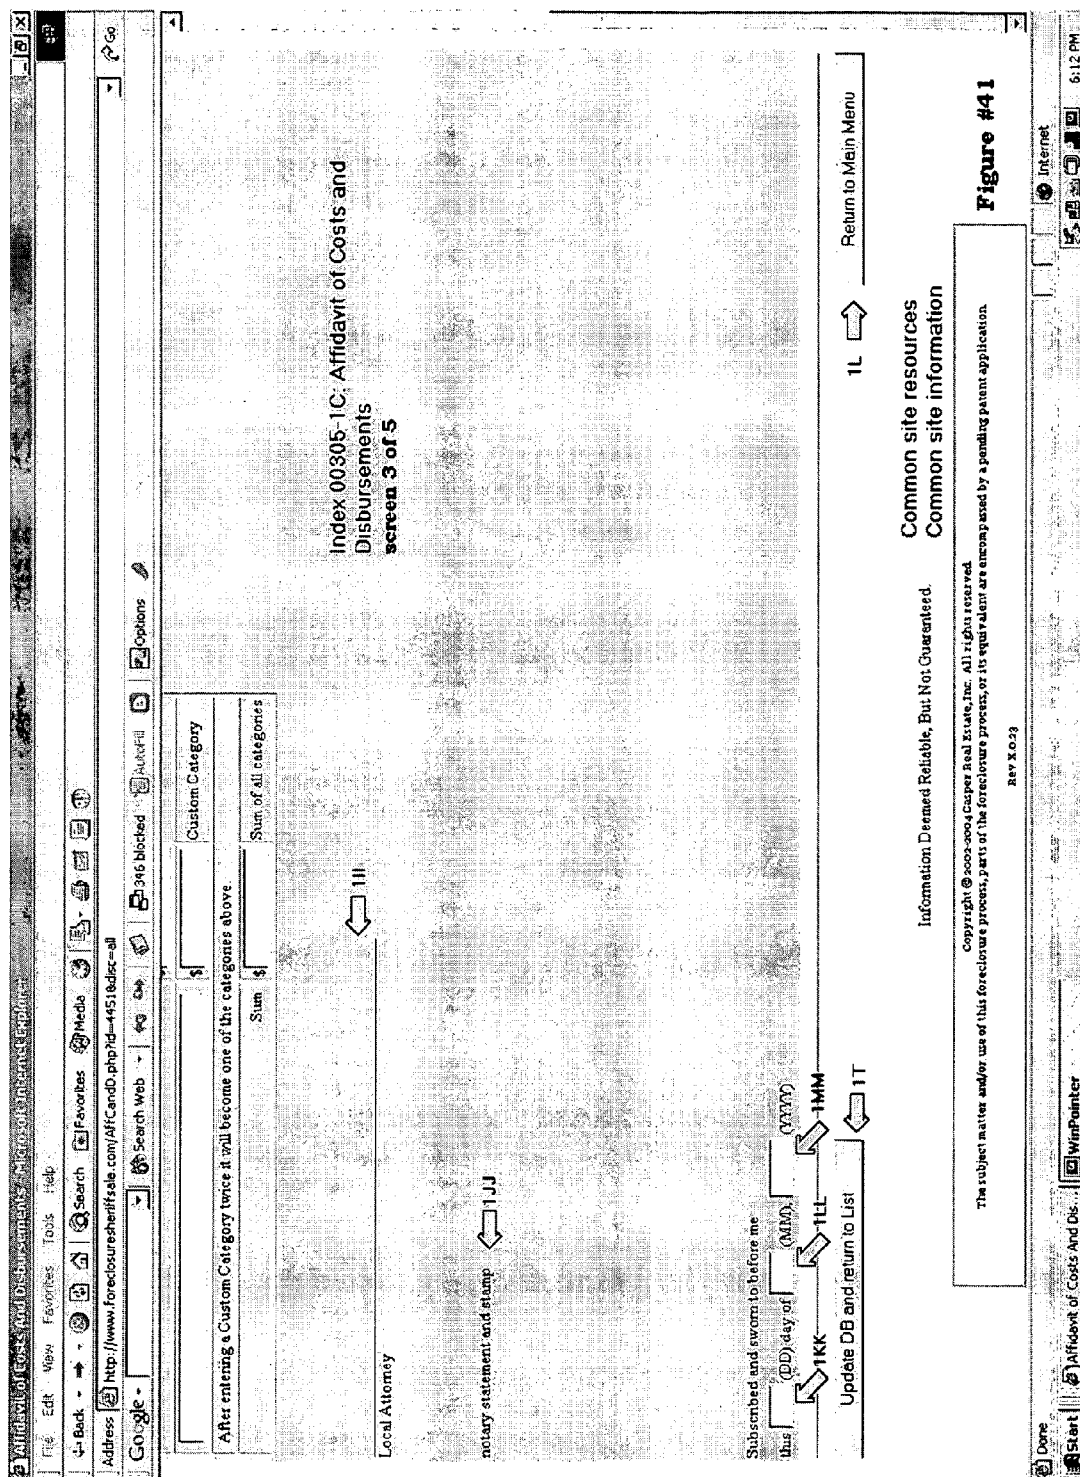 Affidavit of Costs And Disbursements - Microsoft Internet Explorer
File Edit View Favorites Tools Help
Back Search Favorites Media
Address http://www.foreclosuresheriffsale.com/AffCandD.php?id=4451&disc=all Go
Google Search Web 346 blocked AutoFill Options
$ Custom Category
After entering a Custom Category twice it will become one of the categories above.
Sum $ Sum of all categories
1II
Local Attorney
Index 00305-1C: Affidavit of Costs and
Disbursements
screen 3 of 5
notary statement and stamp 1JJ
Subscribed and sworn to before me
this (DD) day of (MM), (YYYY)
1KK 1LL 1MM
Update DB and return to List 1T
1L Return to Main Menu
Common site resources
Information Deemed Reliable, But Not Guaranteed. Common site information
Copyright © 2002-2004 Casper Real Estate, Inc. All rights reserved
The subject matter and/or use of this foreclosure process, parts of the foreclosure process, or its equivalent are encompassed by a pending patent application.
Rev X.0.23
Figure #41
Done Internet
Start Affidavit of Costs And Dis... WinPointer 6:12 PM